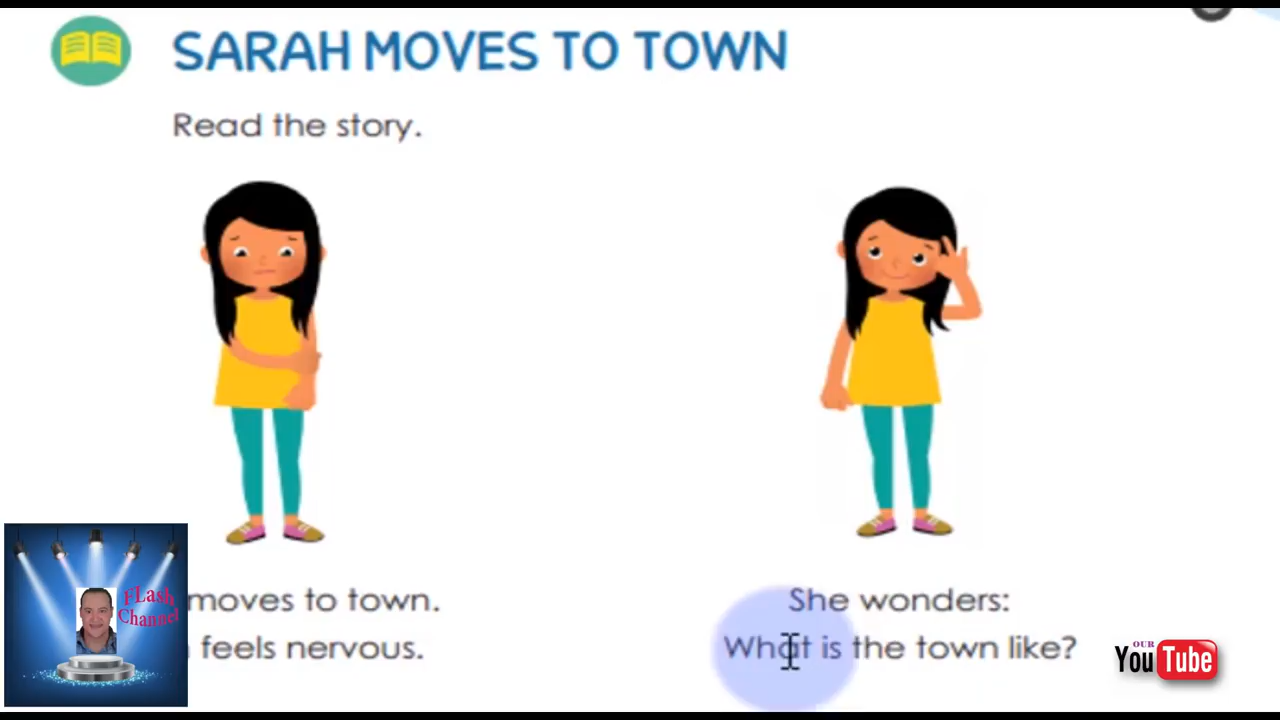 SARAH MOVES TO TOWN
Read the story.
moves to town.
feels nervous.
She wonders:
What is the town like?
FLash
Channel
OUR
YouTube